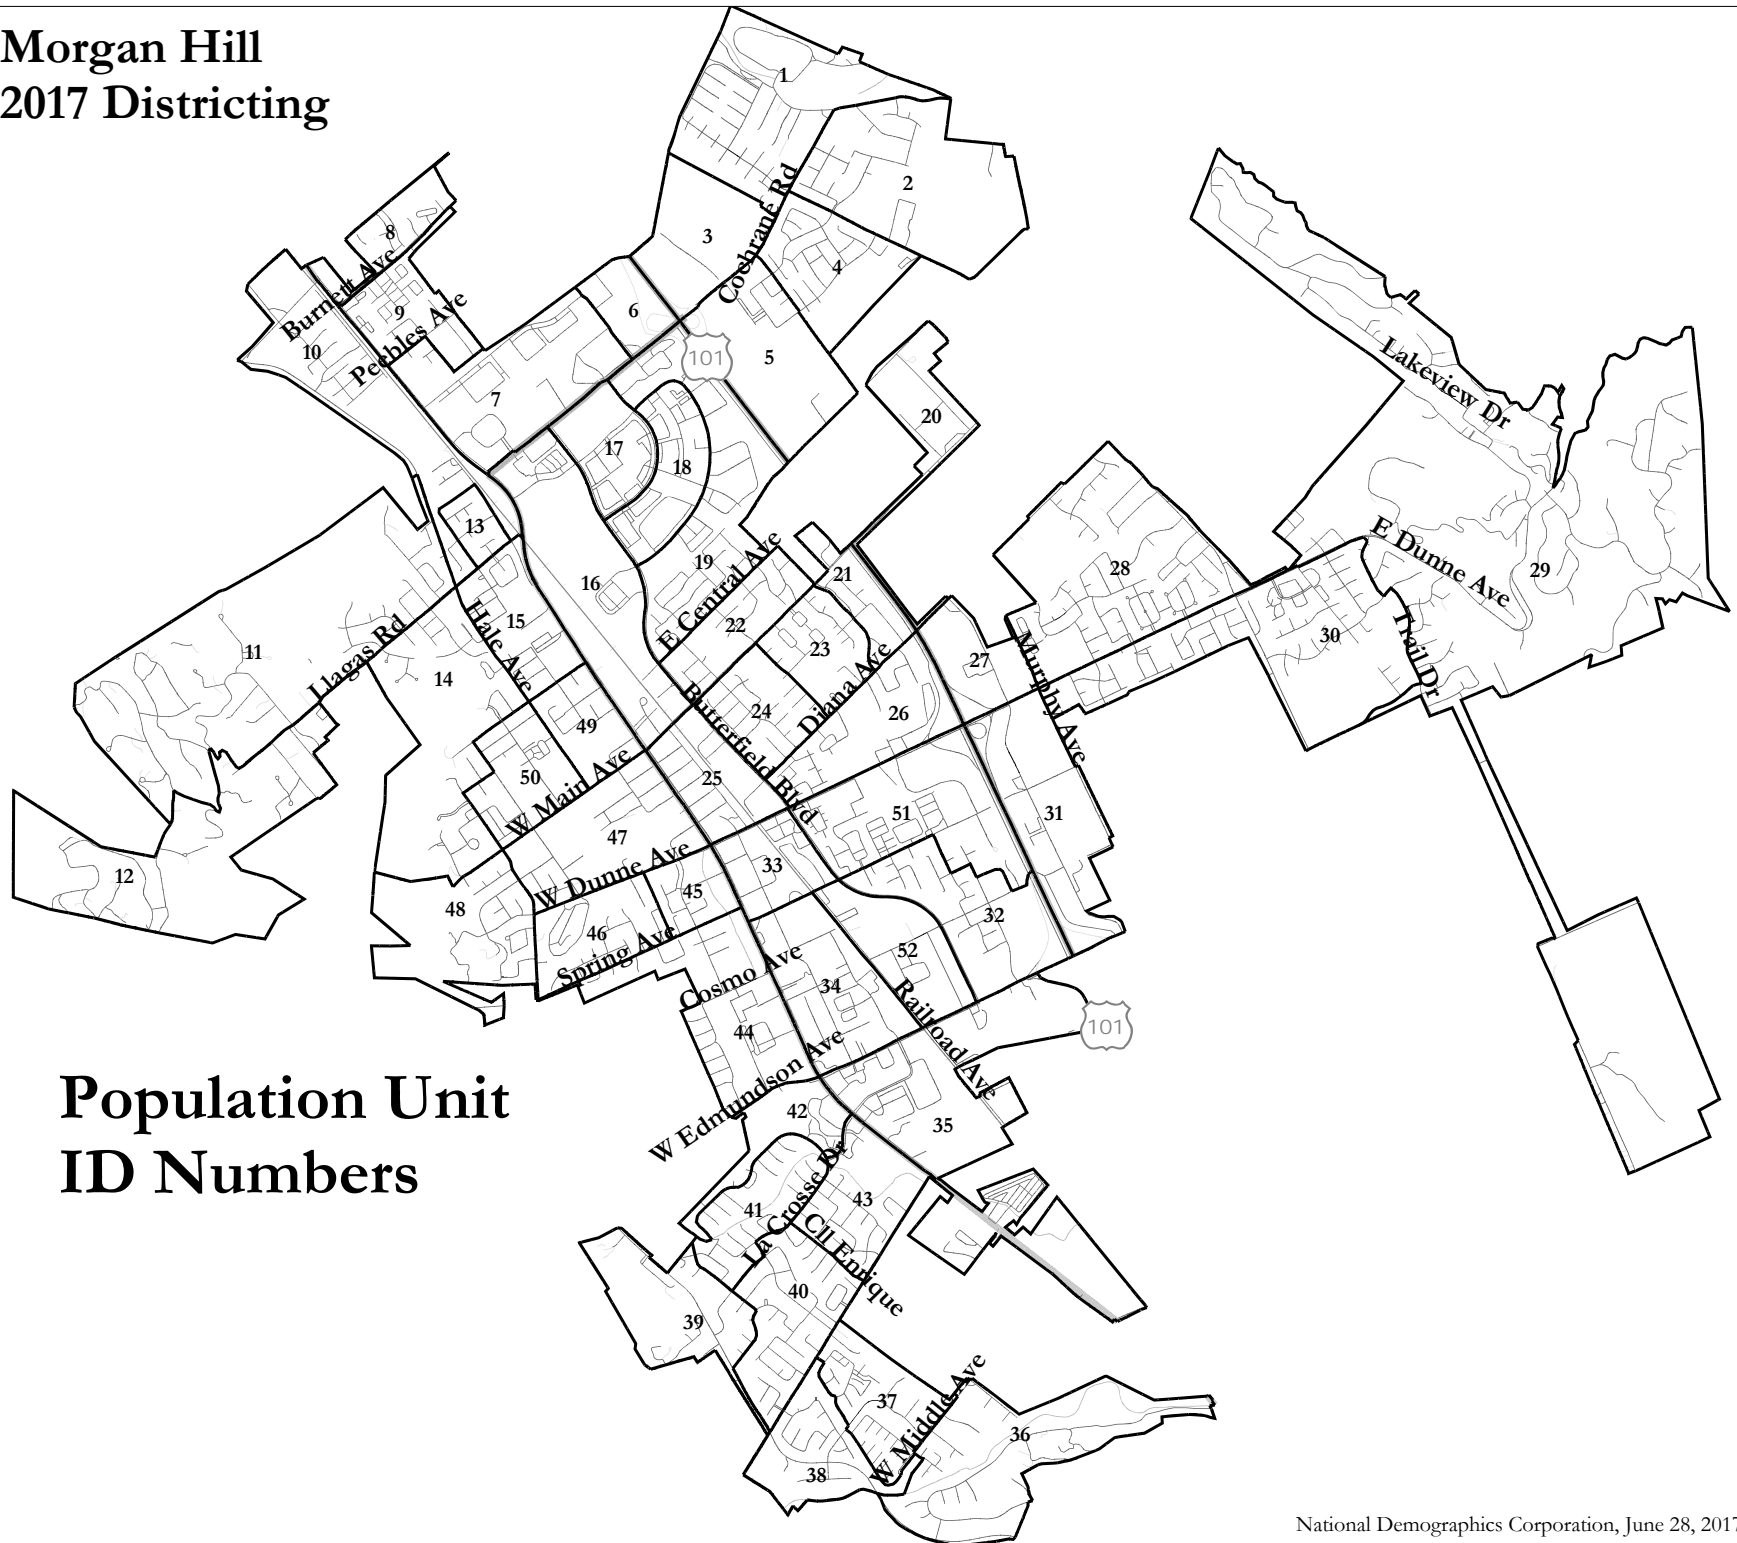 Morgan Hill
2017 Districting
1
2
Cochrane Rd
3
4
8
Burnett Ave
9
Peebles Ave
10
6
101
5
7
Lakeview Dr
20
17
18
13
E Dunne Ave
29
28
19
E Central Ave
21
16
15
Hale Ave
22
23
Diana Ave
27
Murphy Ave
30
Trail Dr
11
Llagas Rd
14
24
26
49
Butterfield Blvd
50
W Main Ave
25
51
31
47
W Dunne Ave
33
12
48
45
46
Spring Ave
32
52
Cosmo Ave
34
44
Railroad Ave
101
W Edmundson Ave
Population Unit
ID Numbers
42
35
41
La Crosse Dr
43
Cll Enrique
40
39
37
W Middle Ave
36
38
National Demographics Corporation, June 28, 2017